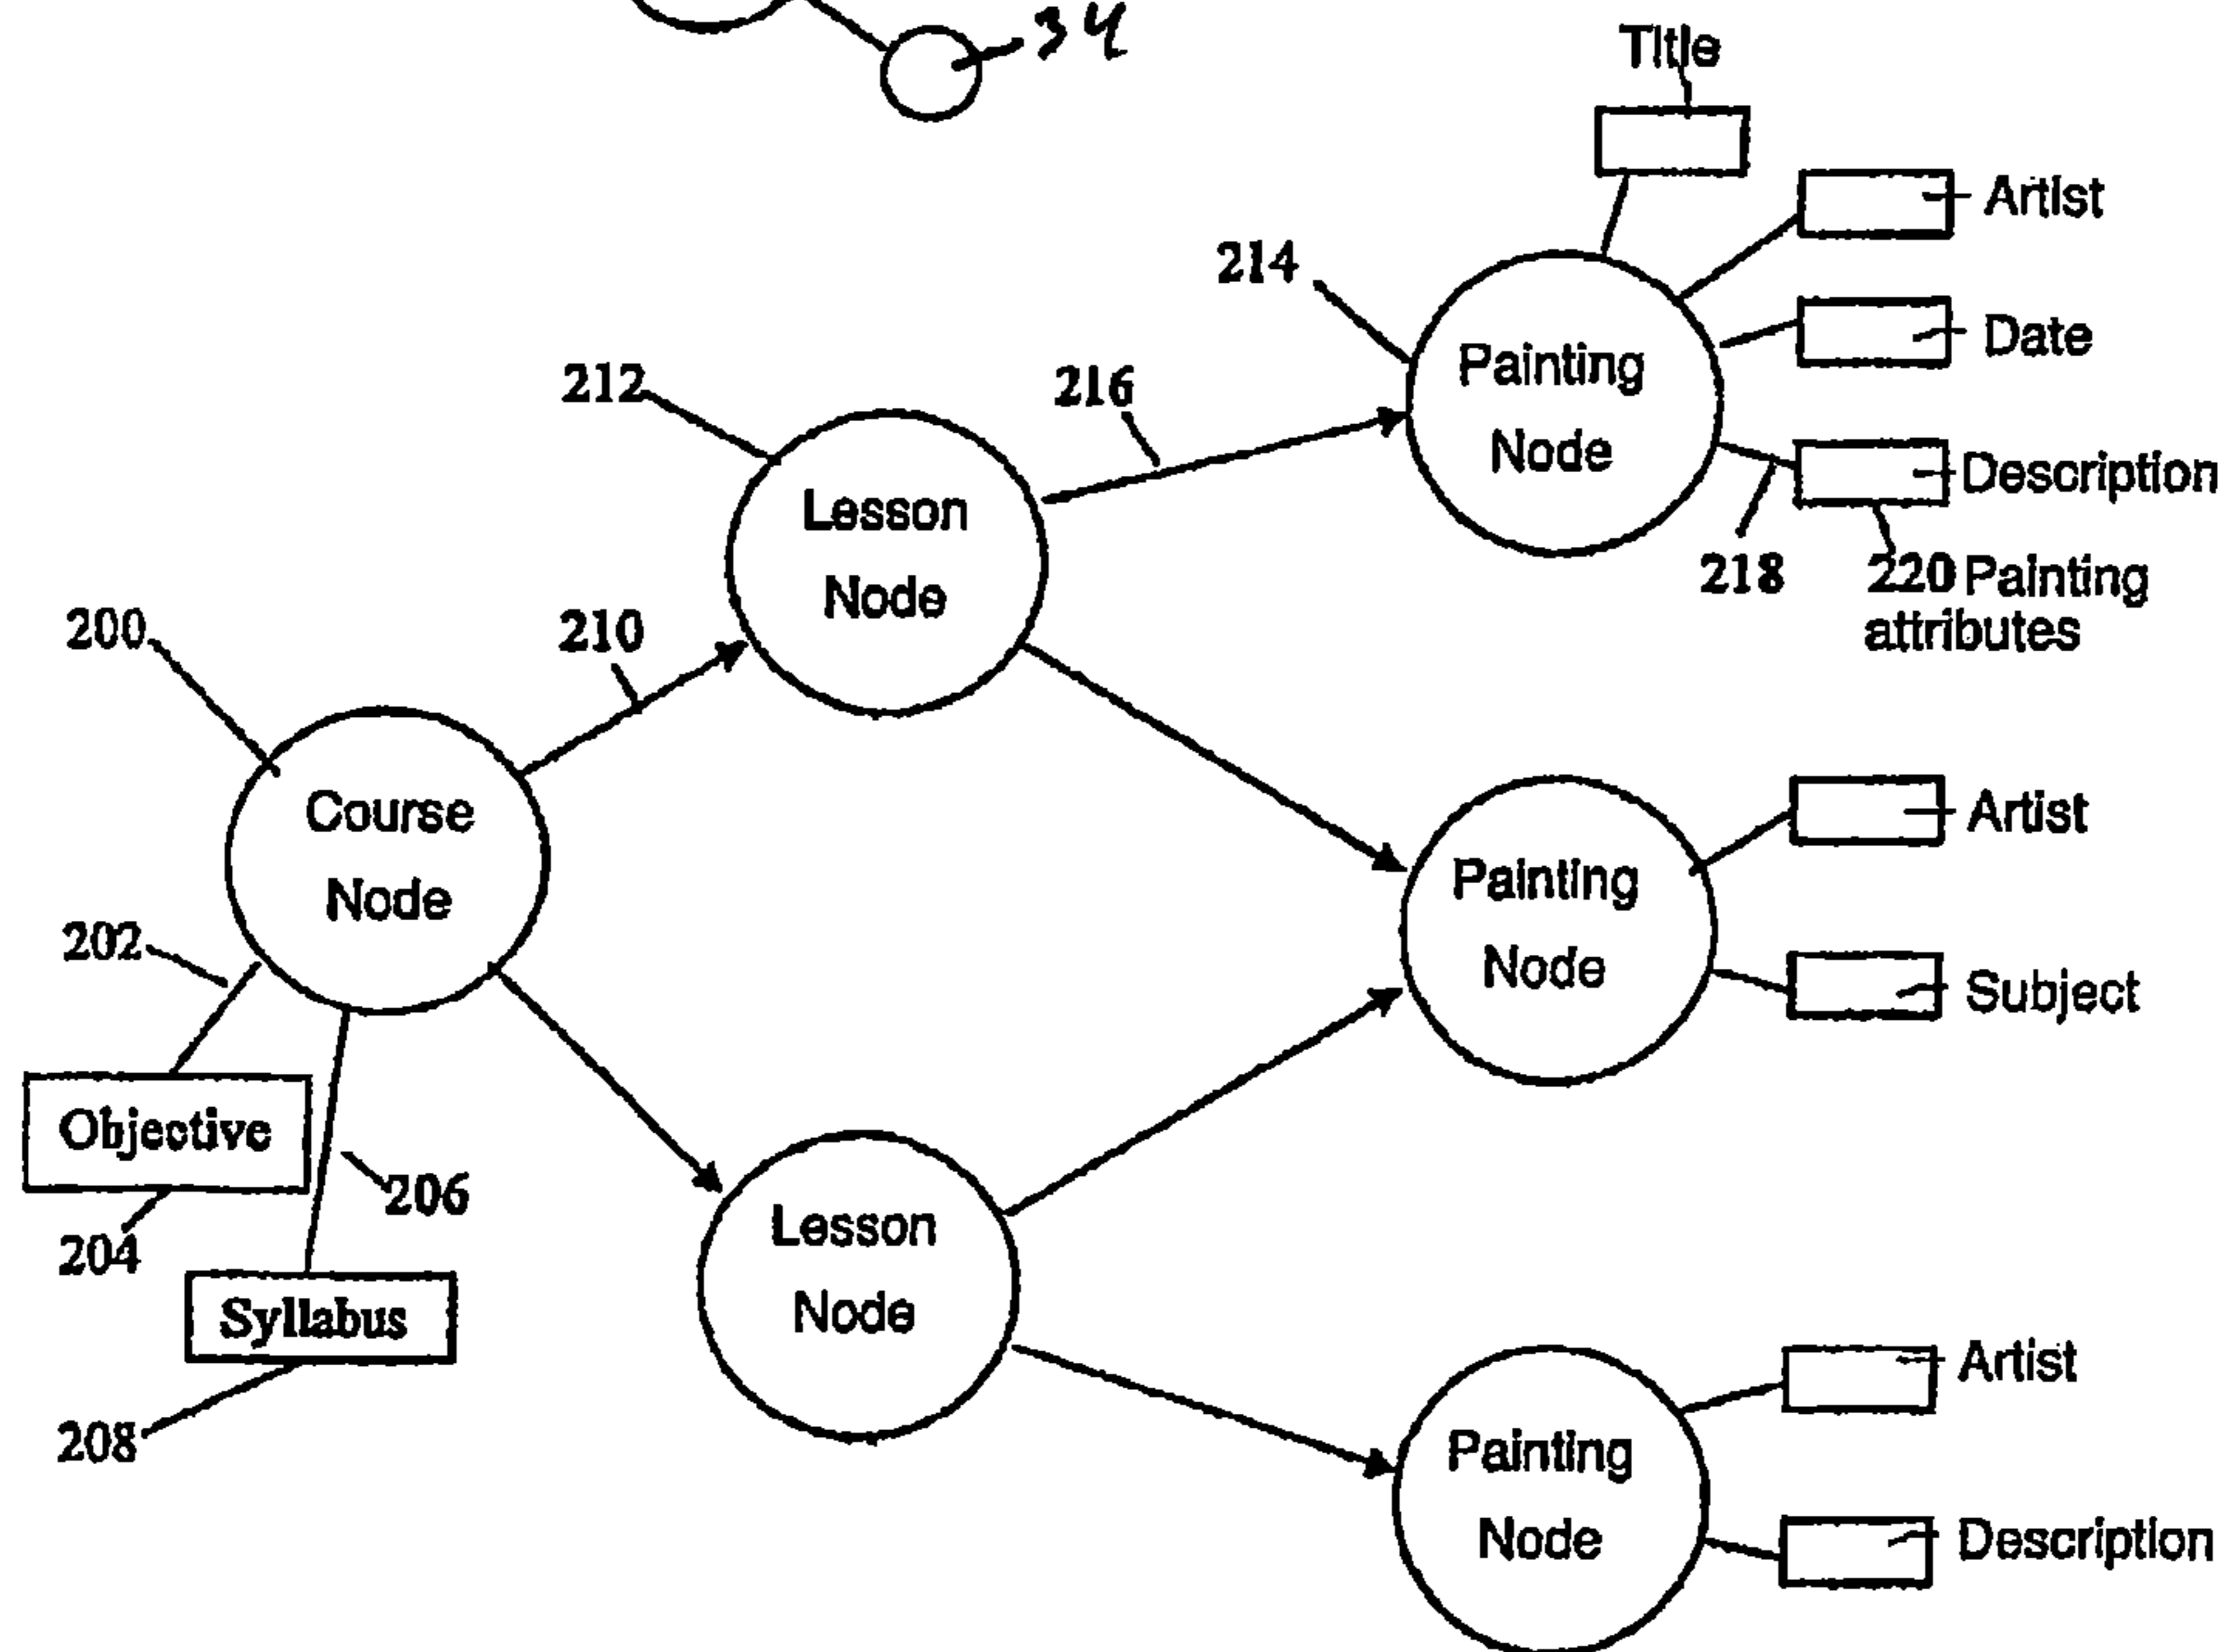 34
Title
Artist
214
Painting
Node
Date
212
216
Description
Lesson
Node
218
220 Painting
attributes
200
210
Course
Node
Artist
Painting
Node
202
Subject
Objective
206
204
Lesson
Node
Syllabus
208
Artist
Painting
Node
Description